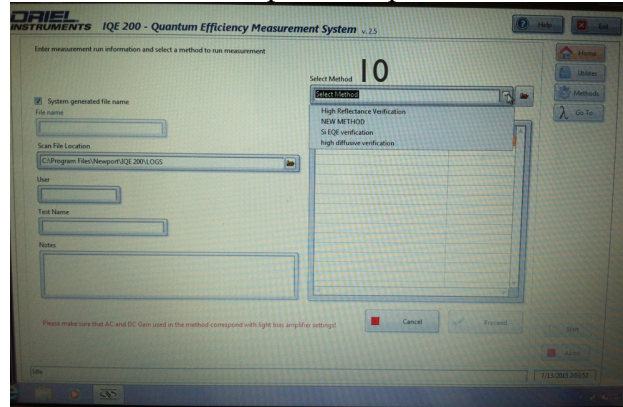 ORIEL
INSTRUMENTS IQE 200 - Quantum Efficiency Measurement System v. 2.5
Help
Exit
Enter measurement run information and select a method to run measurement
Home
Utilities
Methods
λ Go To
Select Method 10
Select Method
High Reflectance Verification
NEW METHOD
Si EQE verification
high diffusive verification
System generated file name
File name
Scan File Location
C:\Program Files\Newport\IQE 200\LOGS
User
Test Name
Notes
Please make sure that AC and DC Gain used in the method correspond with light bias amplifier settings!
Cancel
Proceed
Start
Abort
Idle